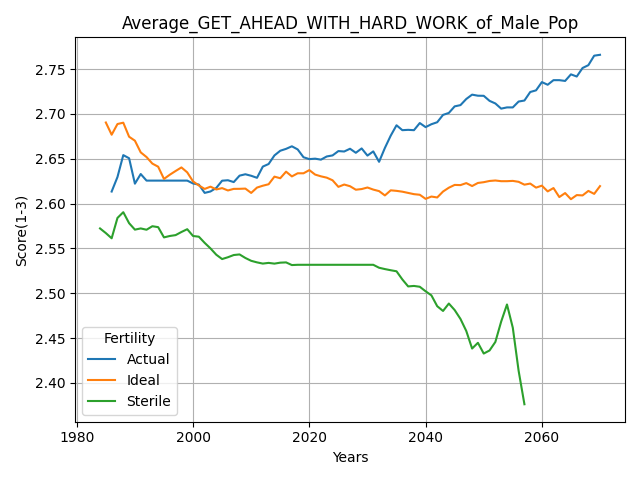 Average_GET_AHEAD_WITH_HARD_WORK_of_Male_Pop
Score(1-3)
2.75
2.70
2.65
2.60
2.55
2.50
2.45
2.40
Fertility
Actual
Ideal
Sterile
1980 2000 2020 2040 2060
Years